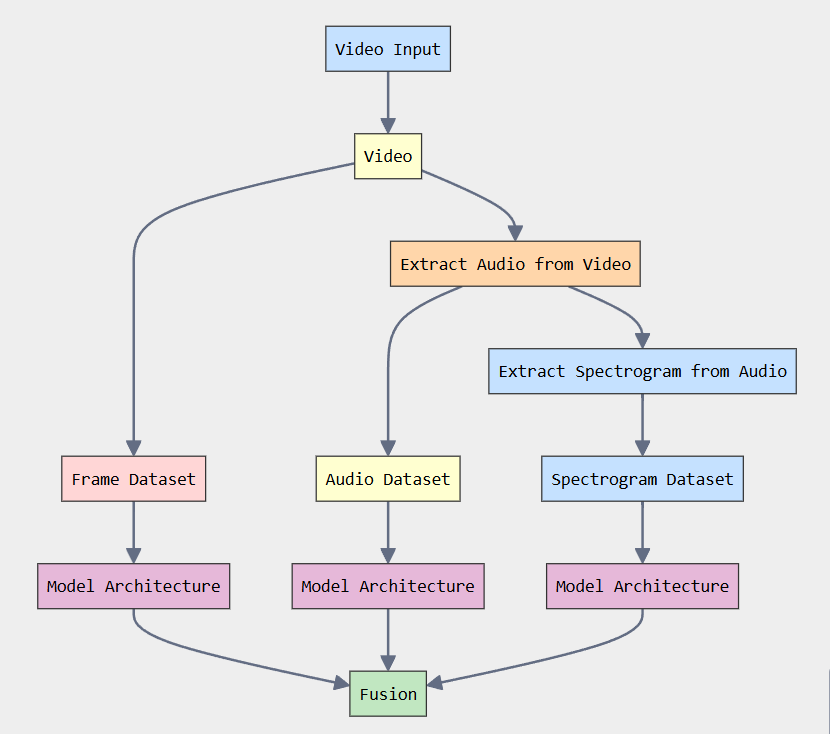 Video Input
Video
Extract Audio from Video
Extract Spectrogram from Audio
Frame Dataset
Audio Dataset
Spectrogram Dataset
Model Architecture
Model Architecture
Model Architecture
Fusion